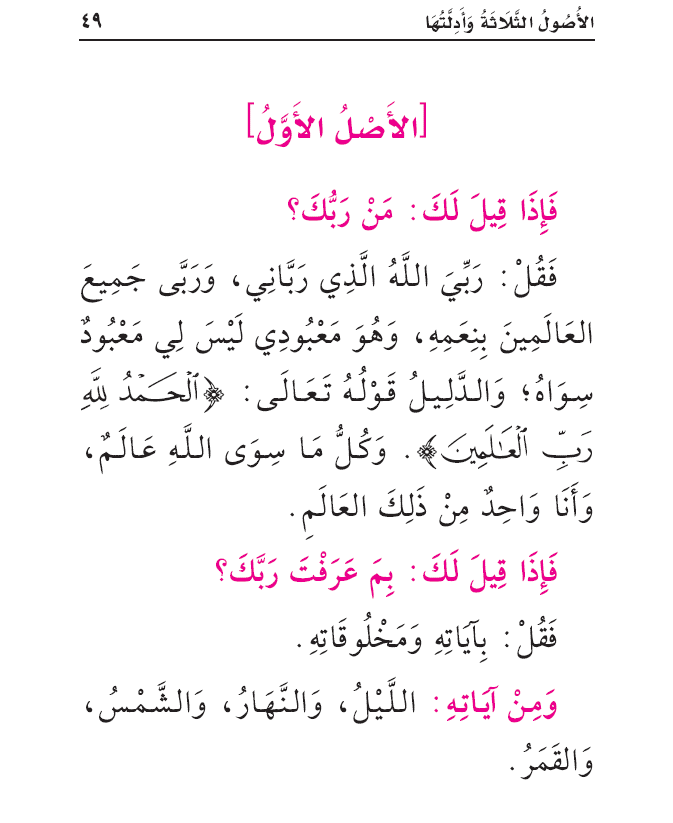 الأُصُولُ الثَّلَاثَةُ وَأَدِلَّتُهَا ٤٩
[الأَصْلُ الأَوَّلُ]
فَإِذَا قِيلَ لَكَ: مَنْ رَبُّكَ؟
فَقُلْ: رَبِّيَ اللَّهُ الَّذِي رَبَّانِي، وَرَبَّى جَمِيعَ
العَالَمِينَ بِنِعَمِهِ، وَهُوَ مَعْبُودِي لَيْسَ لِي مَعْبُودٌ
سِوَاهُ؛ وَالدَّلِيلُ قَوْلُهُ تَعَالَى: ﴿ٱلۡحَمۡدُ لِلَّهِ
رَبِّ ٱلۡعَٰلَمِينَ﴾. وَكُلُّ مَا سِوَى اللَّهِ عَالَمٌ،
وَأَنَا وَاحِدٌ مِنْ ذَلِكَ العَالَمِ.
فَإِذَا قِيلَ لَكَ: بِمَ عَرَفْتَ رَبَّكَ؟
فَقُلْ: بِآيَاتِهِ وَمَخْلُوقَاتِهِ.
وَمِنْ آيَاتِهِ: اللَّيْلُ، وَالنَّهَارُ، وَالشَّمْسُ،
وَالقَمَرُ.